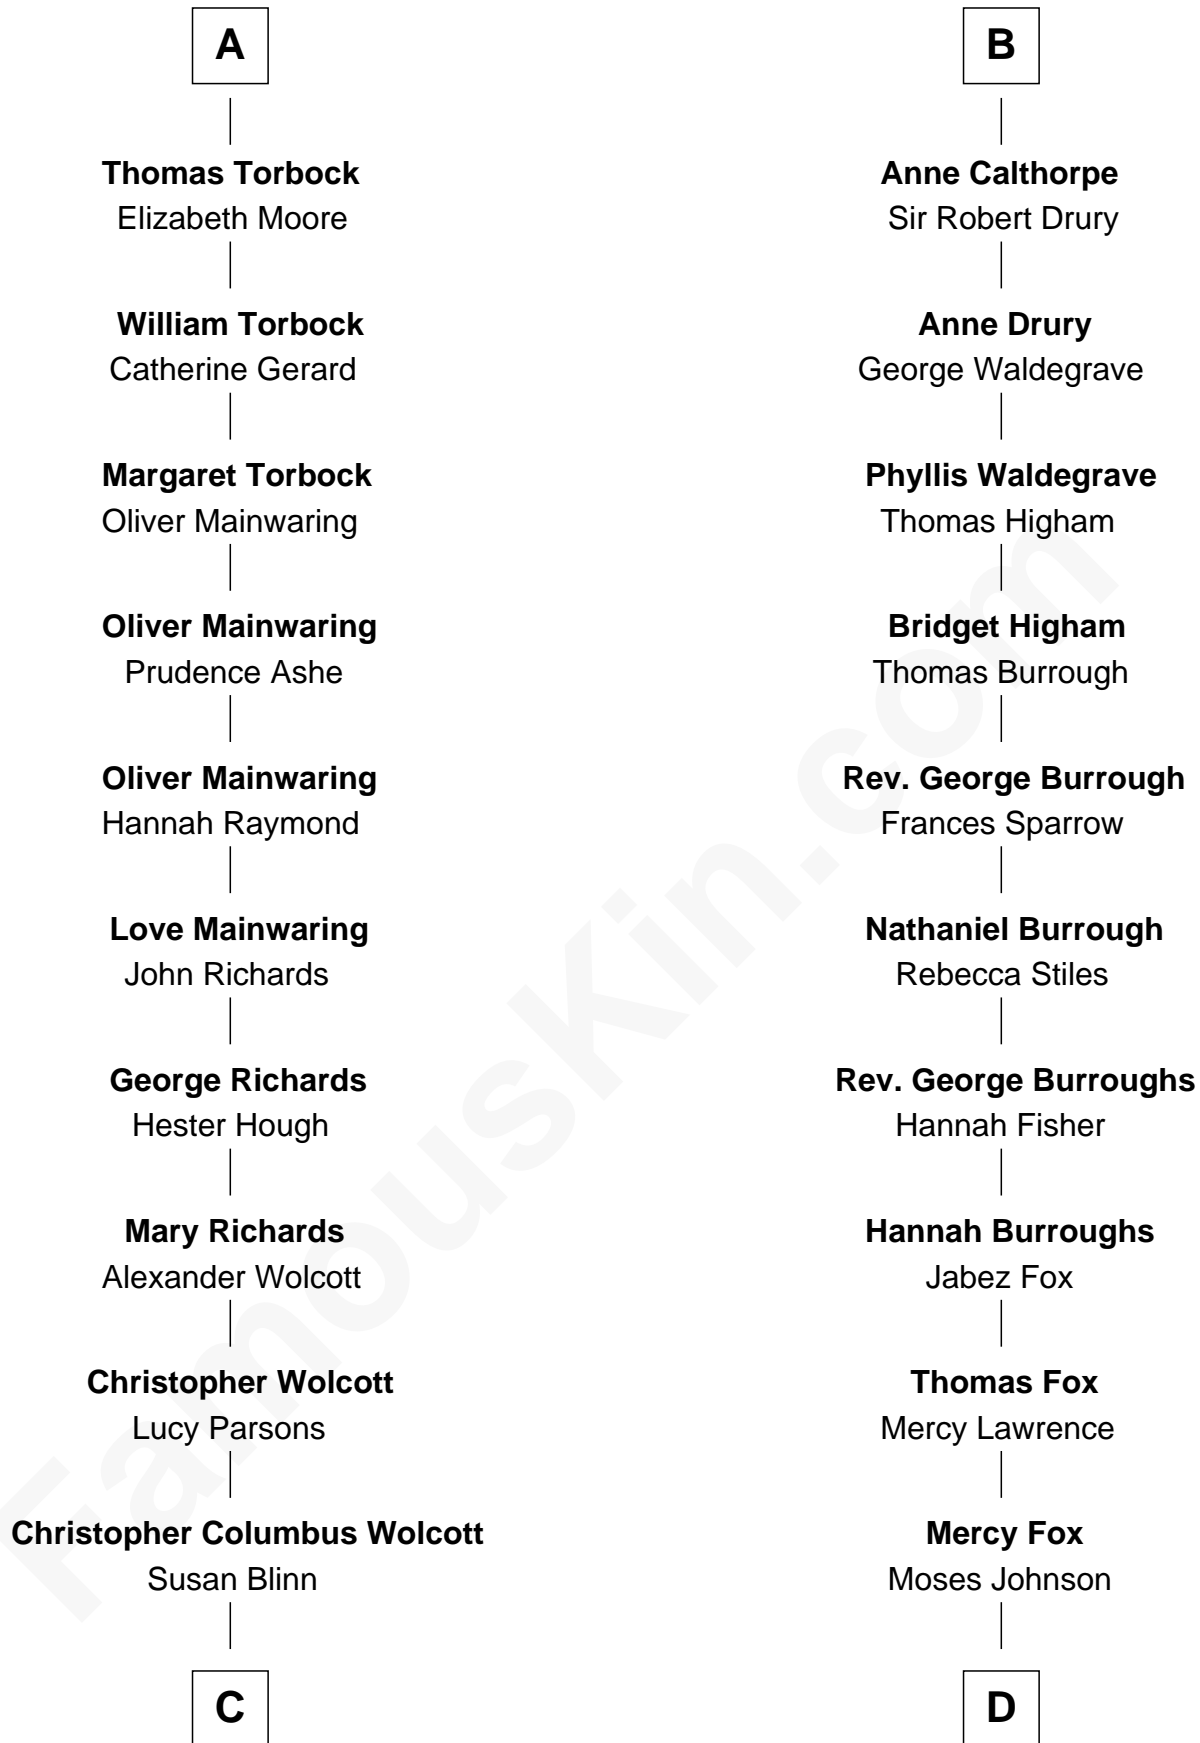 A
Thomas Torbock
Elizabeth Moore
William Torbock
Catherine Gerard
Margaret Torbock
Oliver Mainwaring
Oliver Mainwaring
Prudence Ashe
Oliver Mainwaring
Hannah Raymond
Love Mainwaring
John Richards
George Richards
Hester Hough
Mary Richards
Alexander Wolcott
Christopher Wolcott
Lucy Parsons
Christopher Columbus Wolcott
Susan Blinn
C
B
Anne Calthorpe
Sir Robert Drury
Anne Drury
George Waldegrave
Phyllis Waldegrave
Thomas Higham
Bridget Higham
Thomas Burrough
Rev. George Burrough
Frances Sparrow
Nathaniel Burrough
Rebecca Stiles
Rev. George Burroughs
Hannah Fisher
Hannah Burroughs
Jabez Fox
Thomas Fox
Mercy Lawrence
Mercy Fox
Moses Johnson
D
FamousKin.com